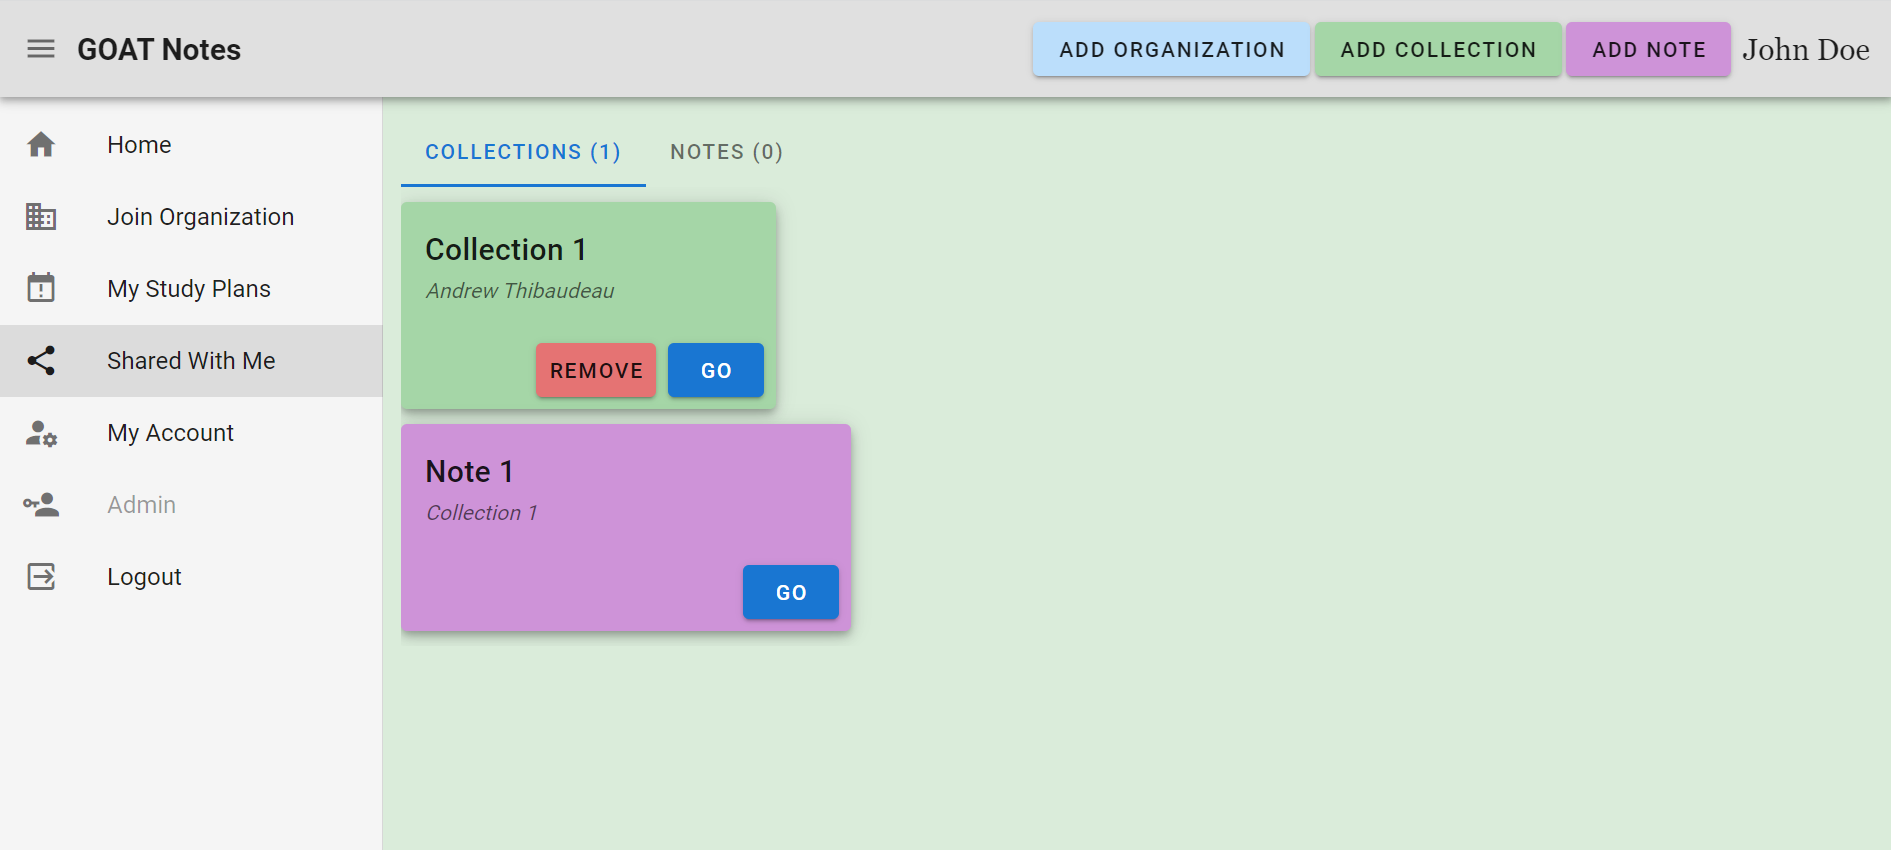 GOAT Notes
ADD ORGANIZATION
ADD COLLECTION
ADD NOTE
John Doe
Home
Join Organization
My Study Plans
Shared With Me
My Account
Admin
Logout
COLLECTIONS (1)
NOTES (0)
Collection 1
Andrew Thibaudeau
REMOVE
GO
Note 1
Collection 1
GO